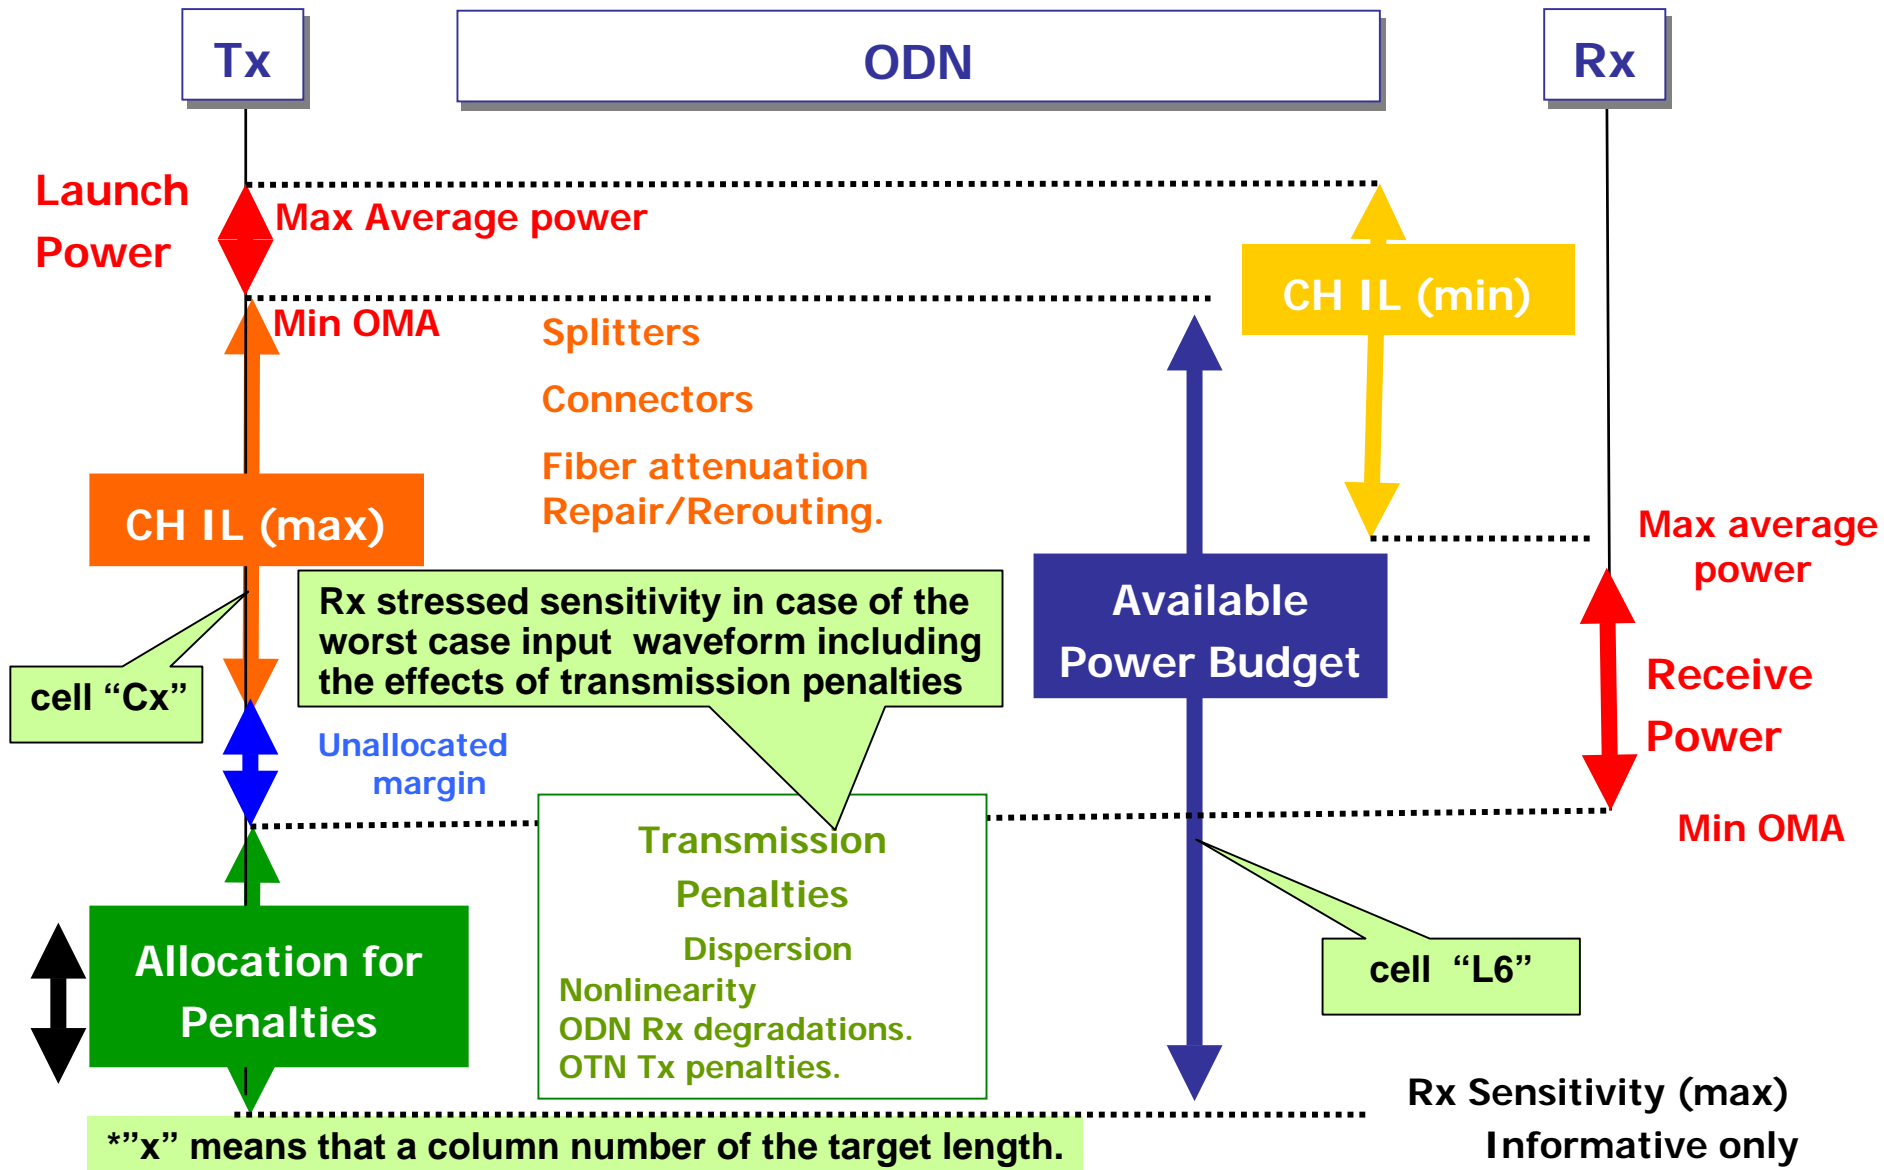 Tx
ODN
Rx
Launch
Power
Max Average power
Min OMA
Splitters
Connectors
Fiber attenuation
Repair/Rerouting.
CH IL (min)
CH IL (max)
Max average
power
Rx stressed sensitivity in case of the
worst case input waveform including
the effects of transmission penalties
Available
Power Budget
cell “Cx”
Receive
Power
Unallocated
margin
Min OMA
Transmission
Penalties
Dispersion
Nonlinearity
ODN Rx degradations.
OTN Tx penalties.
Allocation for
Penalties
cell “L6”
Rx Sensitivity (max)
Informative only
*”x” means that a column number of the target length.